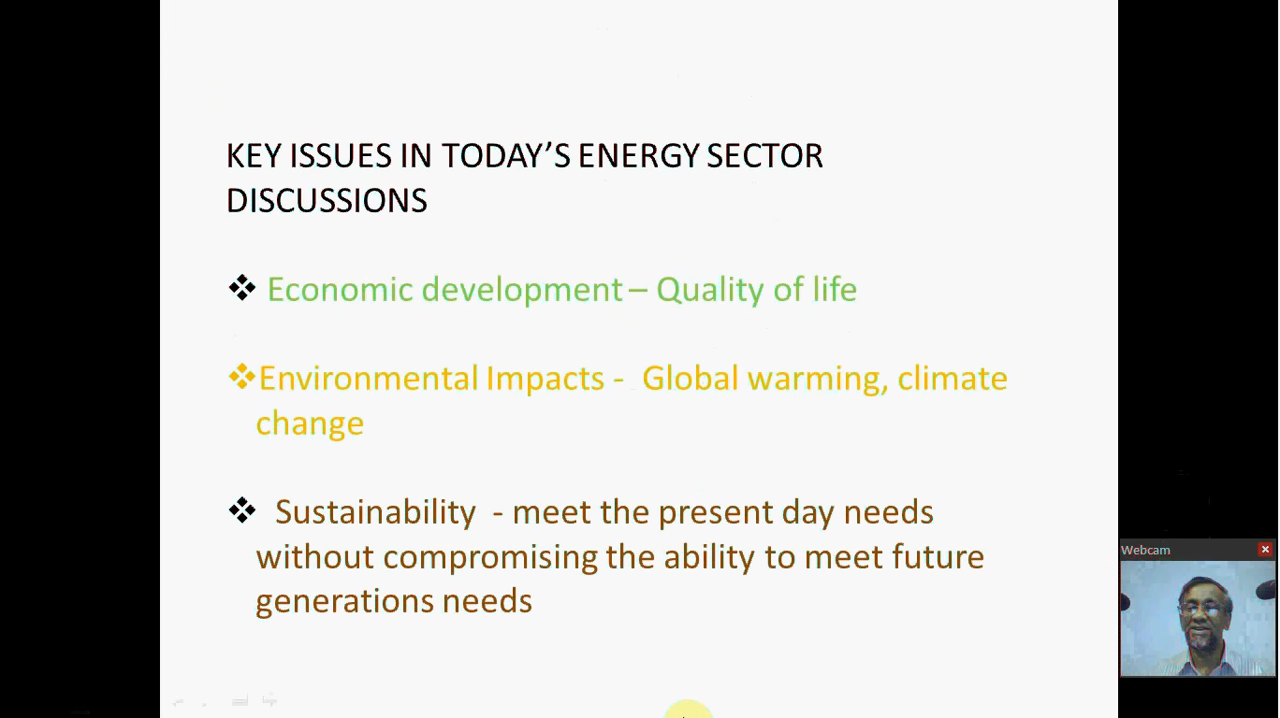 KEY ISSUES IN TODAY’S ENERGY SECTOR
DISCUSSIONS
❖ Economic development – Quality of life
❖Environmental Impacts - Global warming, climate
change
❖ Sustainability - meet the present day needs
without compromising the ability to meet future
generations needs
Webcam